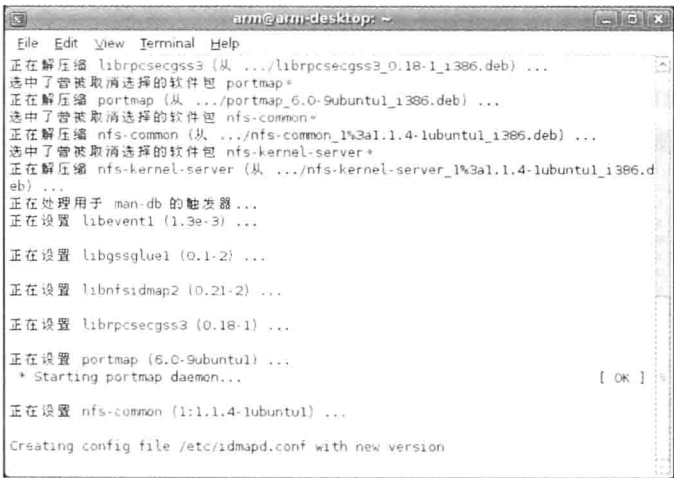 arm@arm-desktop: ~
File Edit View Terminal Help
正在解压缩 librpcsecgss3 (从 .../librpcsecgss3_0.18-1_i386.deb) ...
选中了曾被取消选择的软件包 portmap。
正在解压缩 portmap (从 .../portmap_6.0-9ubuntu1_i386.deb) ...
选中了曾被取消选择的软件包 nfs-common。
正在解压缩 nfs-common (从 .../nfs-common_1%3a1.1.4-1ubuntu1_i386.deb) ...
选中了曾被取消选择的软件包 nfs-kernel-server。
正在解压缩 nfs-kernel-server (从 .../nfs-kernel-server_1%3a1.1.4-1ubuntu1_i386.d
eb) ...
正在处理用于 man-db 的触发器...
正在设置 libevent1 (1.3e-3) ...
正在设置 libgssglue1 (0.1-2) ...
正在设置 libnfsidmap2 (0.21-2) ...
正在设置 librpcsecgss3 (0.18-1) ...
正在设置 portmap (6.0-9ubuntu1) ...
* Starting portmap daemon... [ OK ]
正在设置 nfs-common (1:1.1.4-1ubuntu1) ...
Creating config file /etc/idmapd.conf with new version